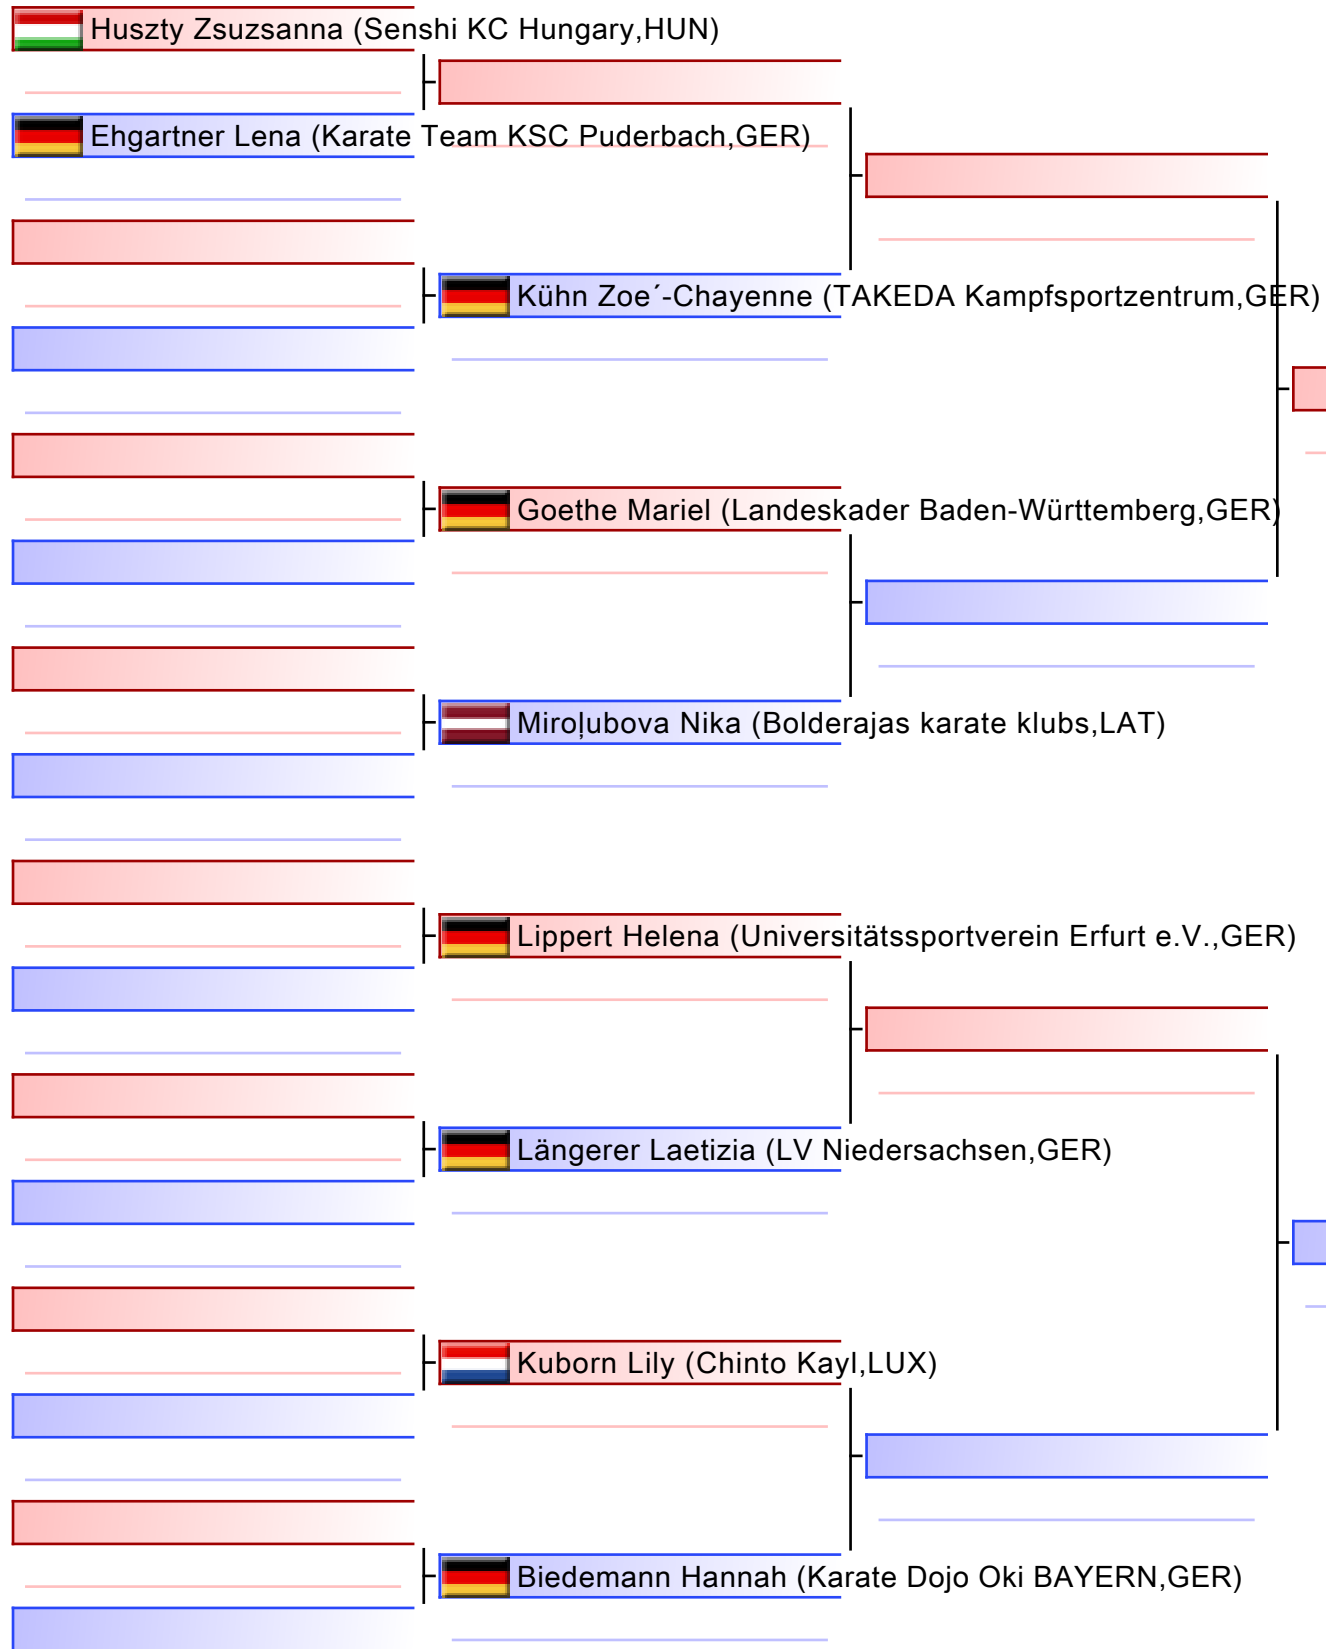 Huszty Zsuzsanna (Senshi KC Hungary,HUN)
Ehgartner Lena (Karate Team KSC Puderbach,GER)
Kühn Zoe´-Chayenne (TAKEDA Kampfsportzentrum,GER)
Goethe Mariel (Landeskader Baden-Württemberg,GER)
Miroļubova Nika (Bolderajas karate klubs,LAT)
Lippert Helena (Universitätssportverein Erfurt e.V.,GER)
Längerer Laetizia (LV Niedersachsen,GER)
Kuborn Lily (Chinto Kayl,LUX)
Biedemann Hannah (Karate Dojo Oki BAYERN,GER)